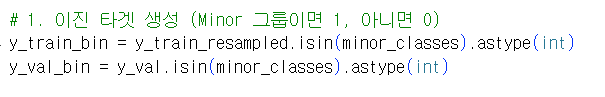 # 1. 이진 타겟 생성 (Minor 그룹이면 1, 아니면 0)
y_train_bin = y_train_resampled.isin(minor_classes).astype(int)
y_val_bin = y_val.isin(minor_classes).astype(int)